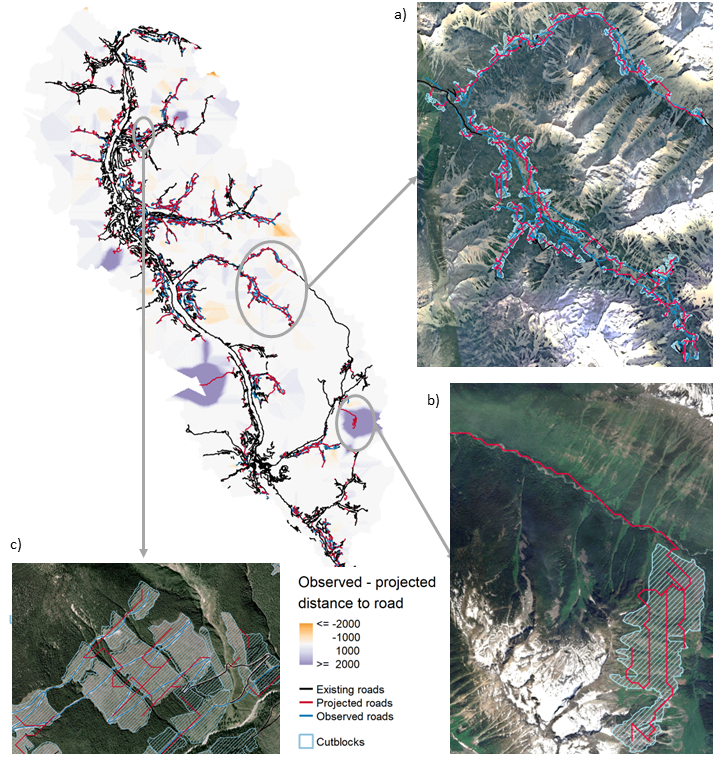 a)
b)
c)
Observed - projected
distance to road
<= -2000
-1000
1000
>= 2000
Existing roads
Projected roads
Observed roads
Cutblocks